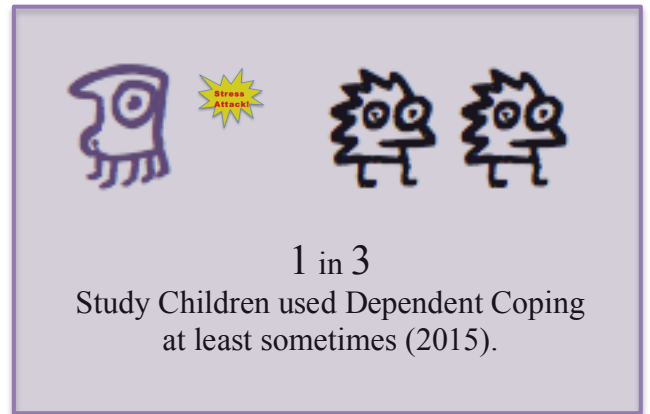 Stress
Attack!
1 in 3
Study Children used Dependent Coping
at least sometimes (2015).